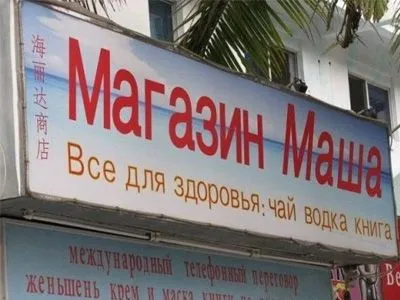 海丽达商店
Магазин Маша
Все для здоровья: чай водка книга
международный телефонный переговор
женьшень крем и маска книга